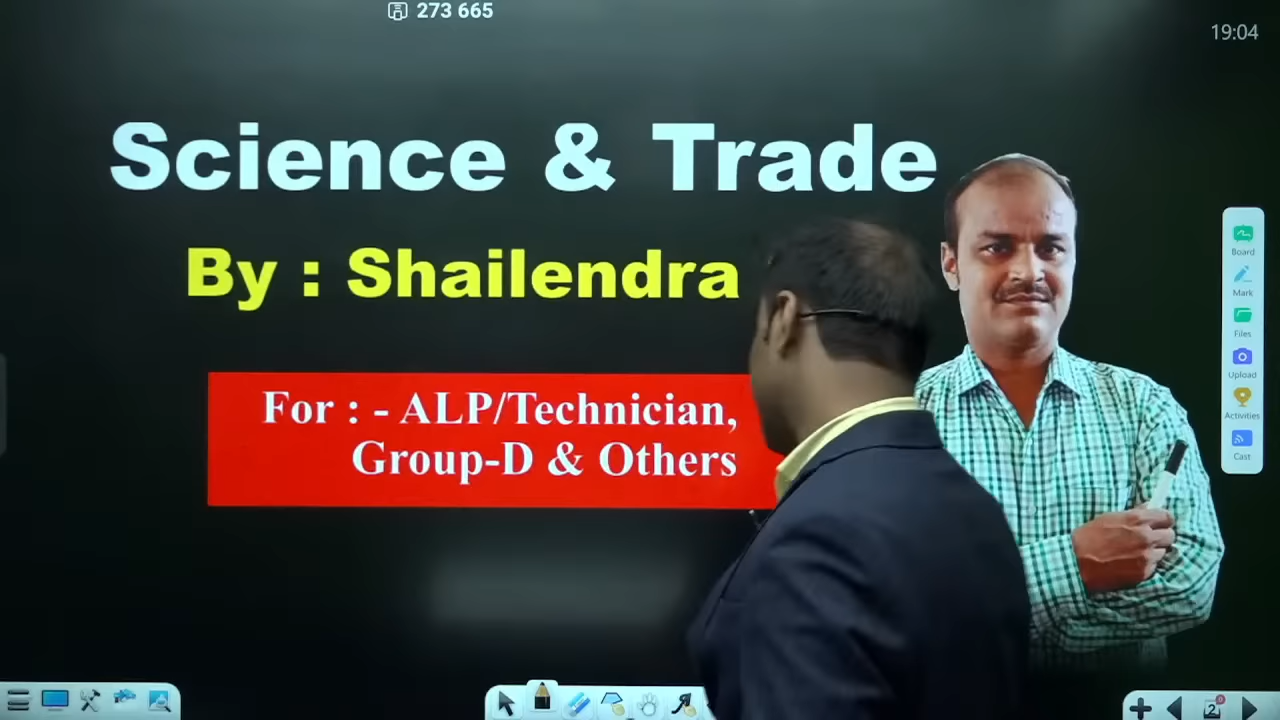 273 665
19:04
Science & Trade
By : Shailendra
For : - ALP/Technician,
Group-D & Others
Board
Mark
Files
Upload
Activities
Cast
2